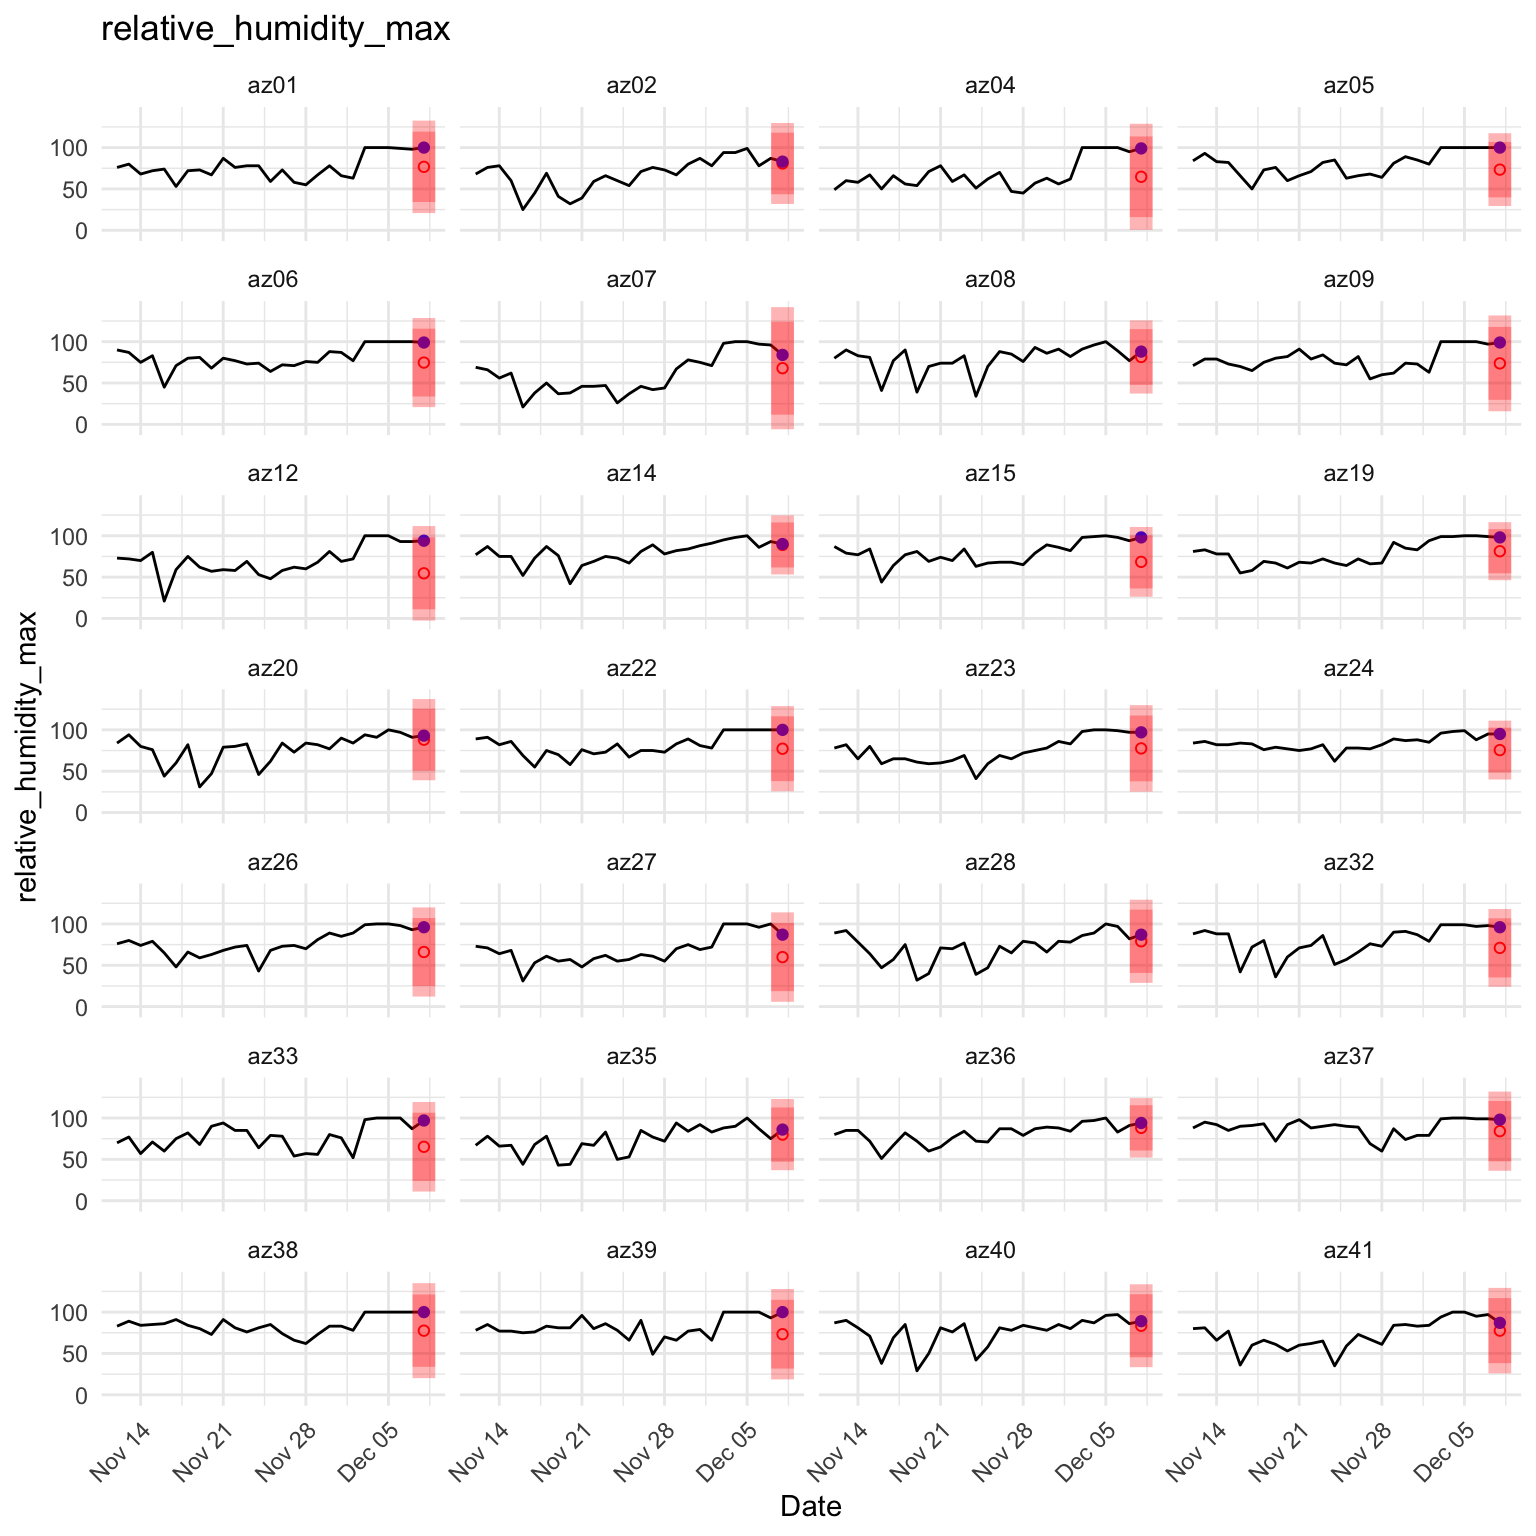 relative_humidity_max
az01 az02 az04 az05
100
50
0
az06 az07 az08 az09
100
50
0
az12 az14 az15 az19
100
50
0
az20 az22 az23 az24
100
50
0
az26 az27 az28 az32
100
50
0
az33 az35 az36 az37
100
50
0
az38 az39 az40 az41
100
50
0
relative_humidity_max
Nov 14 Nov 21 Nov 28 Dec 05 Nov 14 Nov 21 Nov 28 Dec 05 Nov 14 Nov 21 Nov 28 Dec 05 Nov 14 Nov 21 Nov 28 Dec 05
Date